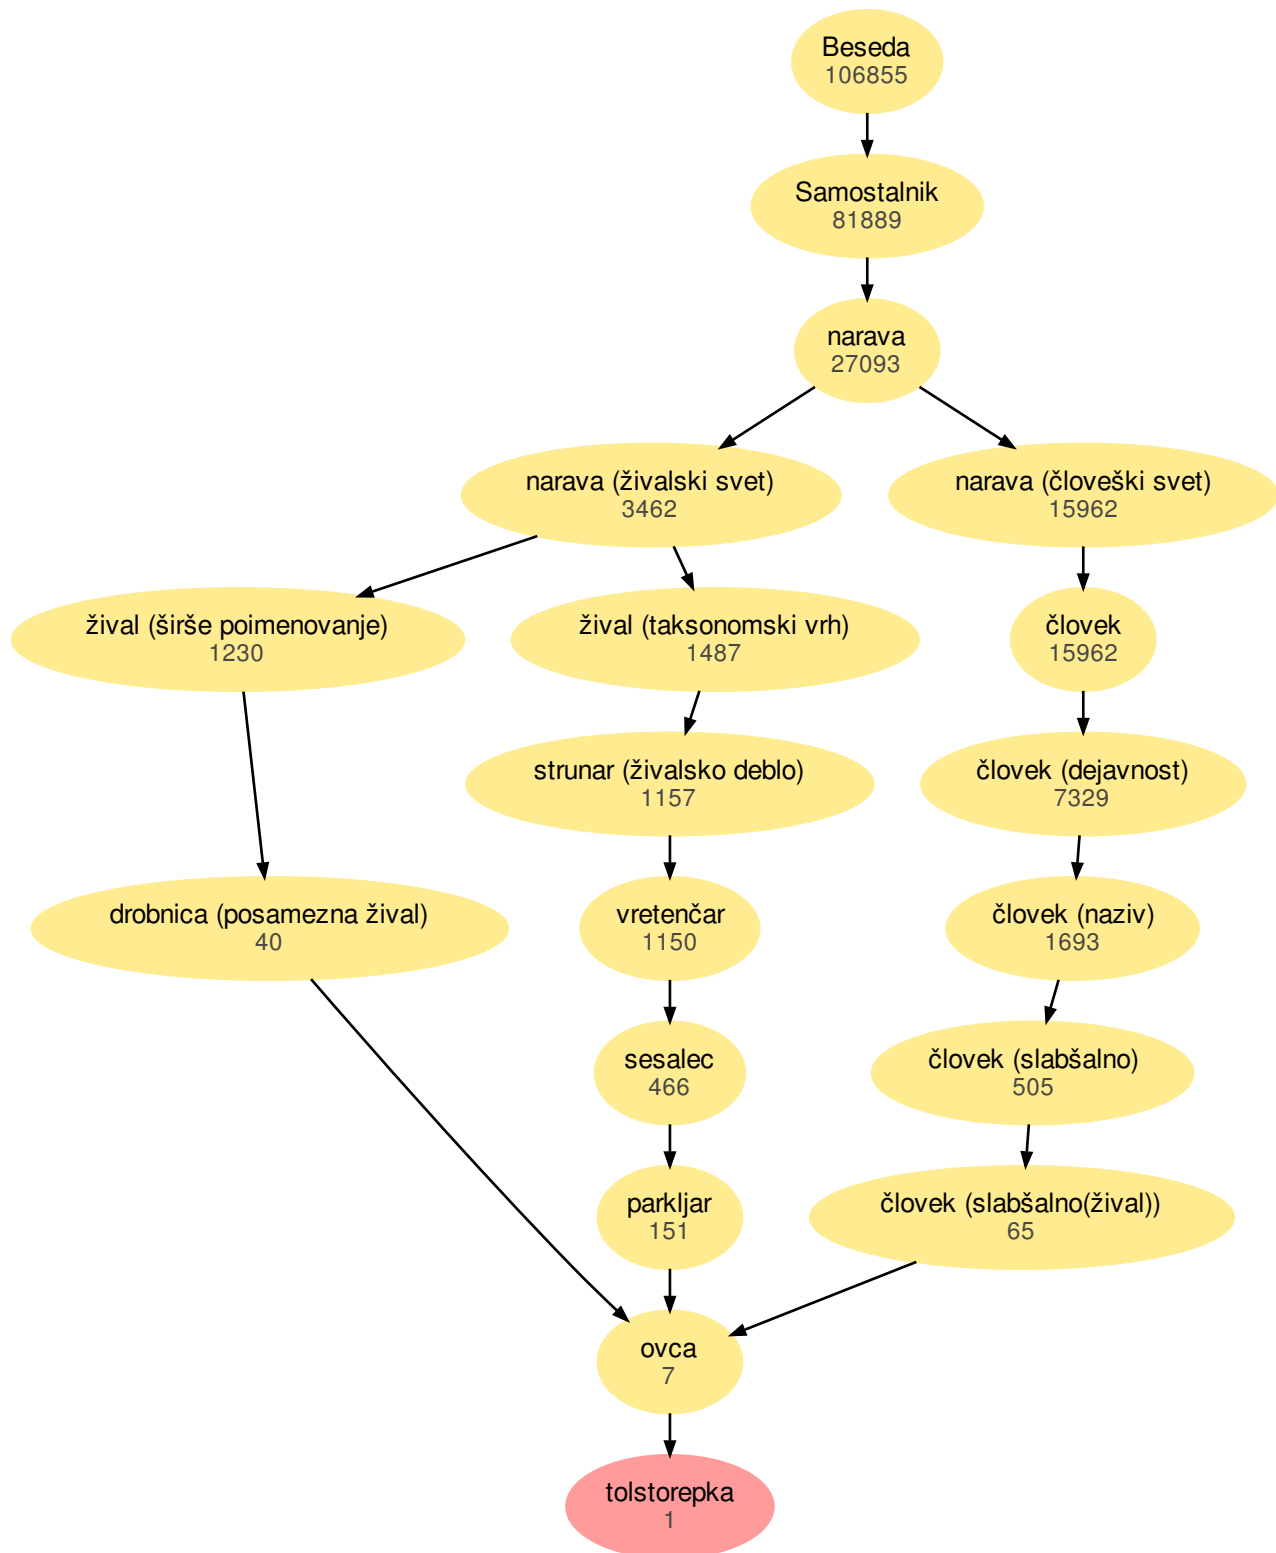 Beseda
106855
Samostalnik
81889
narava
27093
narava (živalski svet)
3462
narava (človeški svet)
15962
žival (širše poimenovanje)
1230
žival (taksonomski vrh)
1487
človek
15962
strunar (živalsko deblo)
1157
človek (dejavnost)
7329
drobnica (posamezna žival)
40
vretenčar
1150
človek (naziv)
1693
sesalec
466
človek (slabšalno)
505
parkljar
151
človek (slabšalno(žival))
65
ovca
7
tolstorepka
1